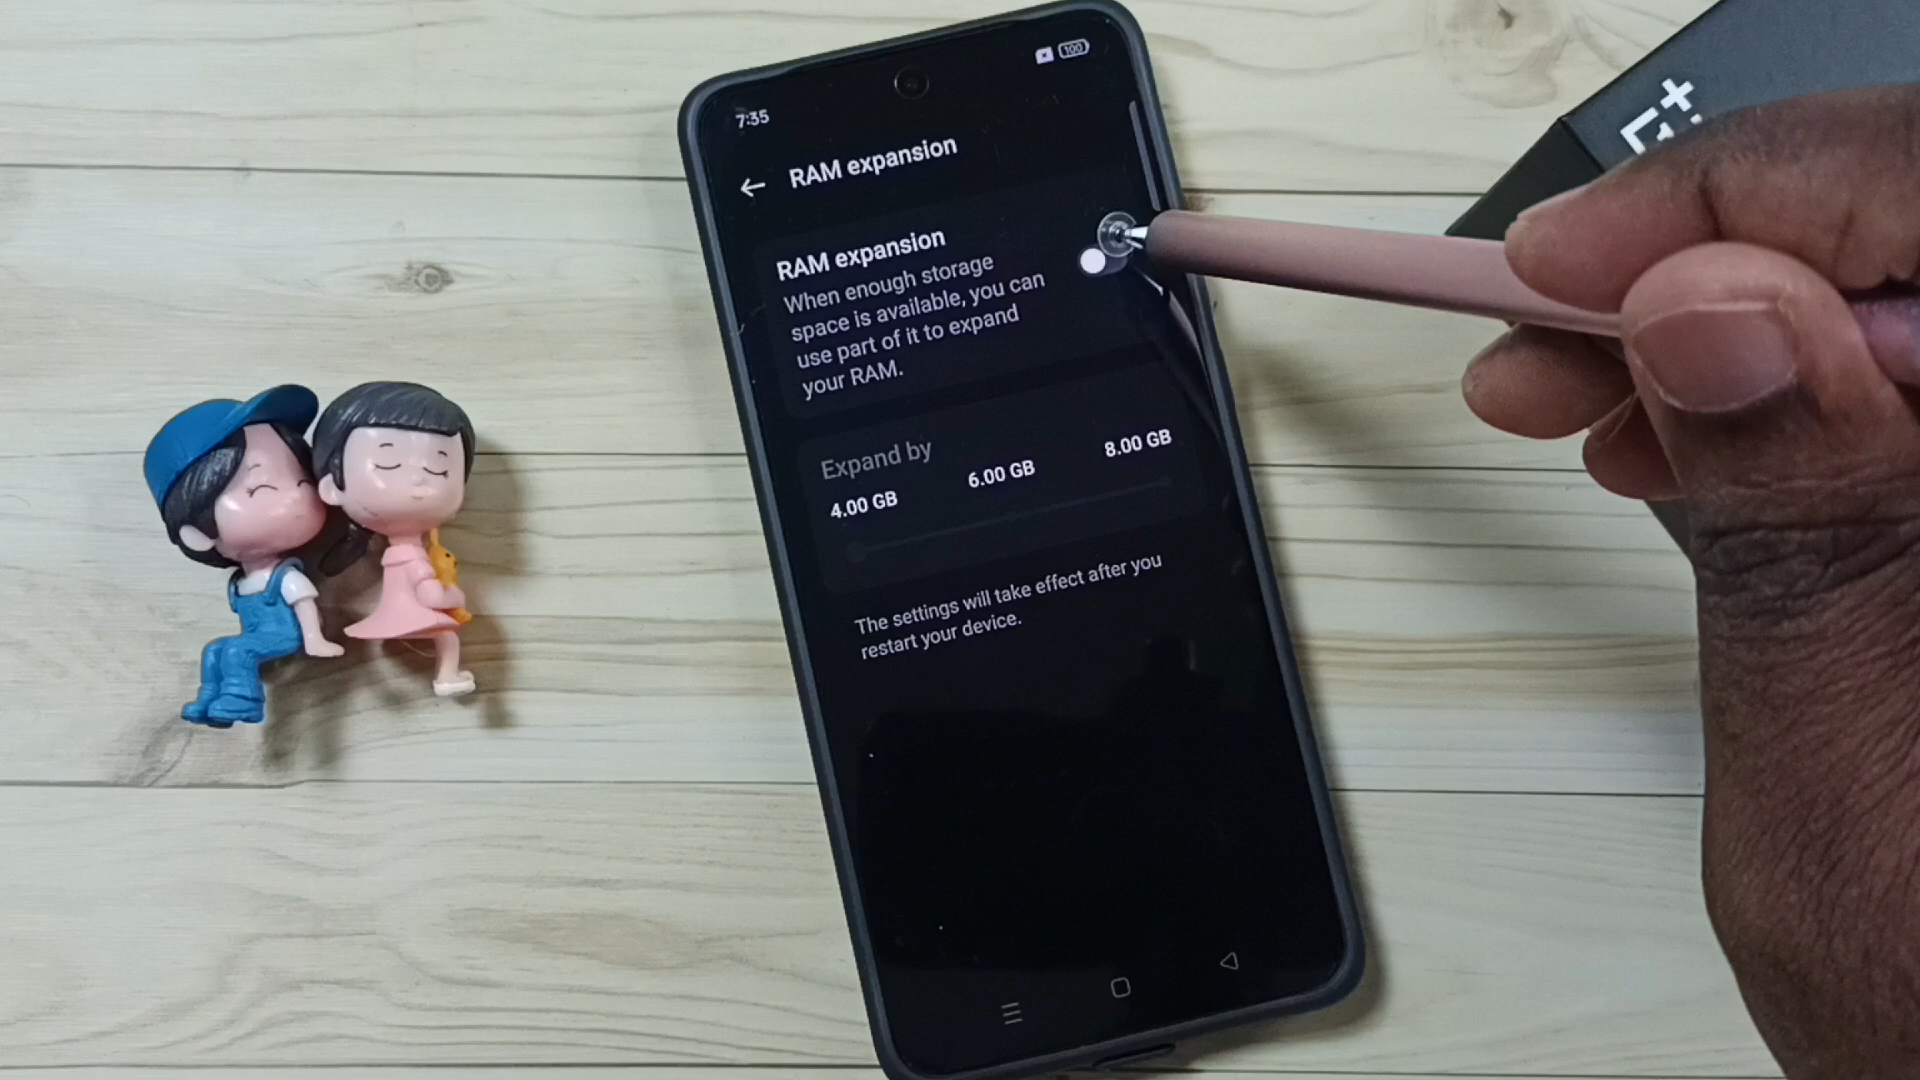 7:35
100
RAM expansion
RAM expansion
When enough storage
space is available, you can
use part of it to expand
your RAM.
Expand by
4.00 GB
6.00 GB
8.00 GB
The settings will take effect after you
restart your device.